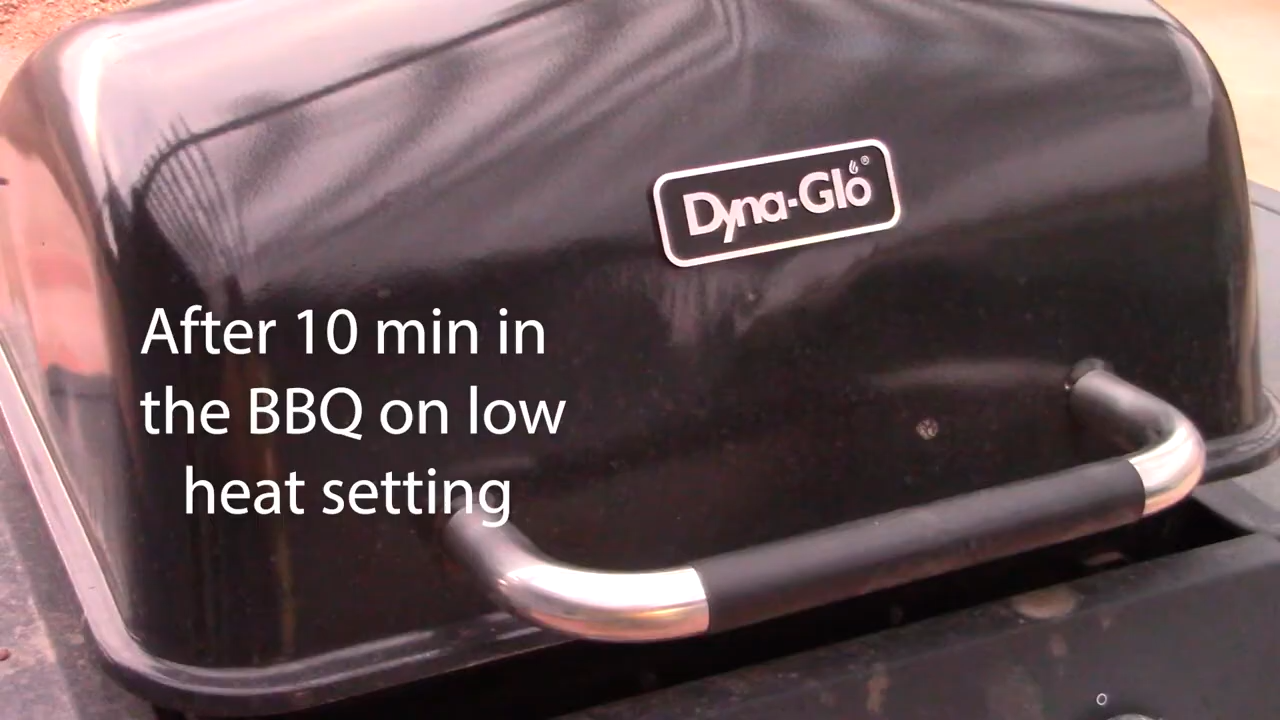 Dyna-Glo®
After 10 min in
the BBQ on low
heat setting